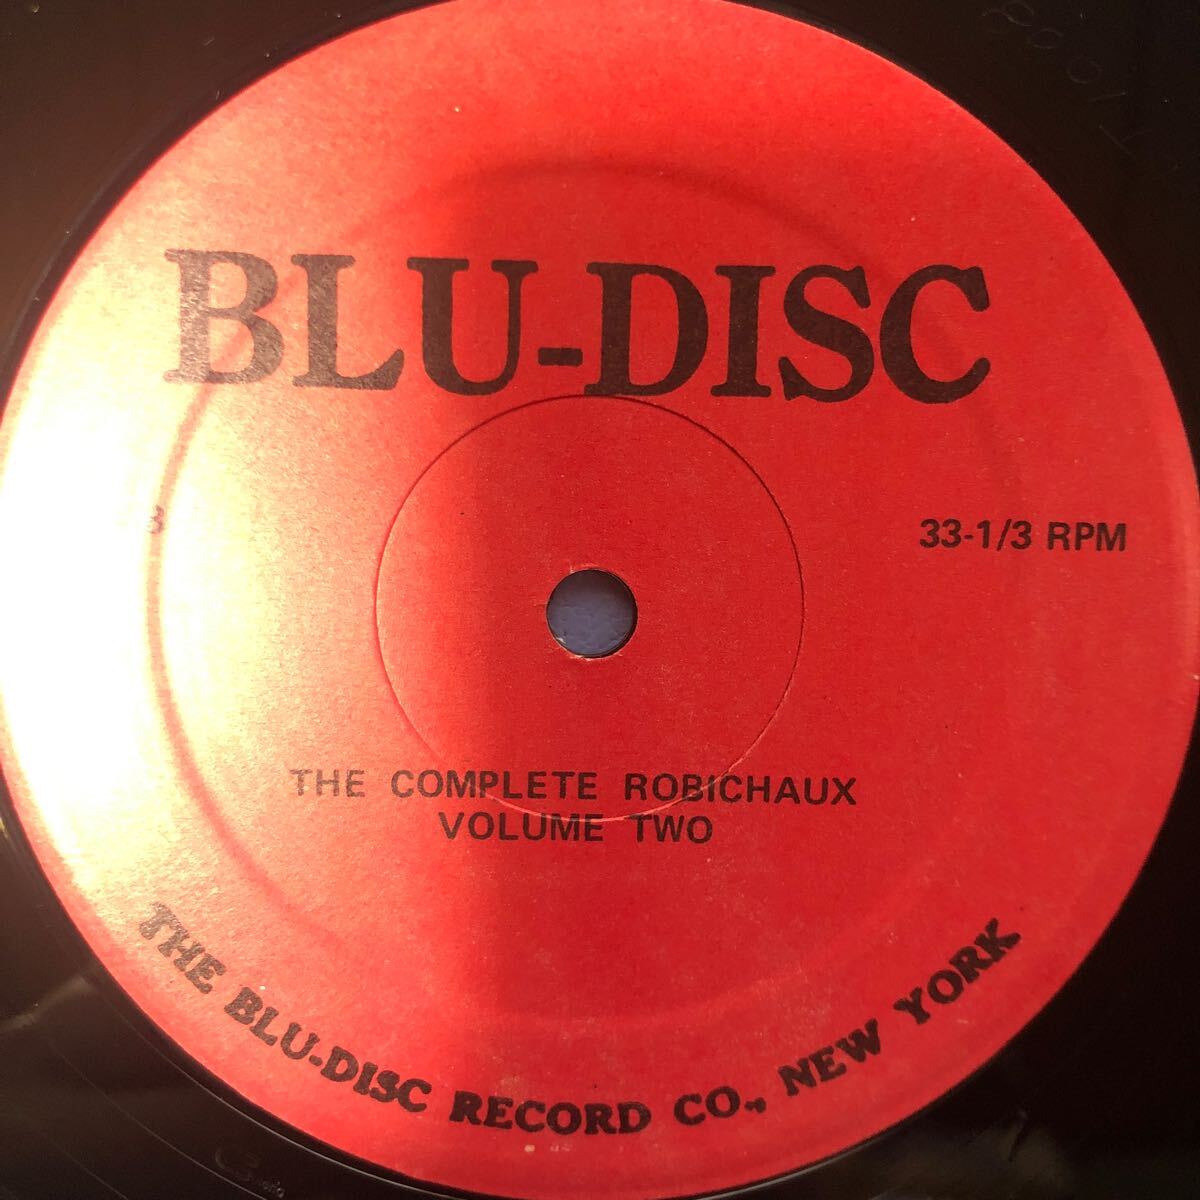 BLU-DISC
33-1/3 RPM
THE COMPLETE ROBICHAUX
VOLUME TWO
THE BLU-DISC RECORD CO., NEW YORK